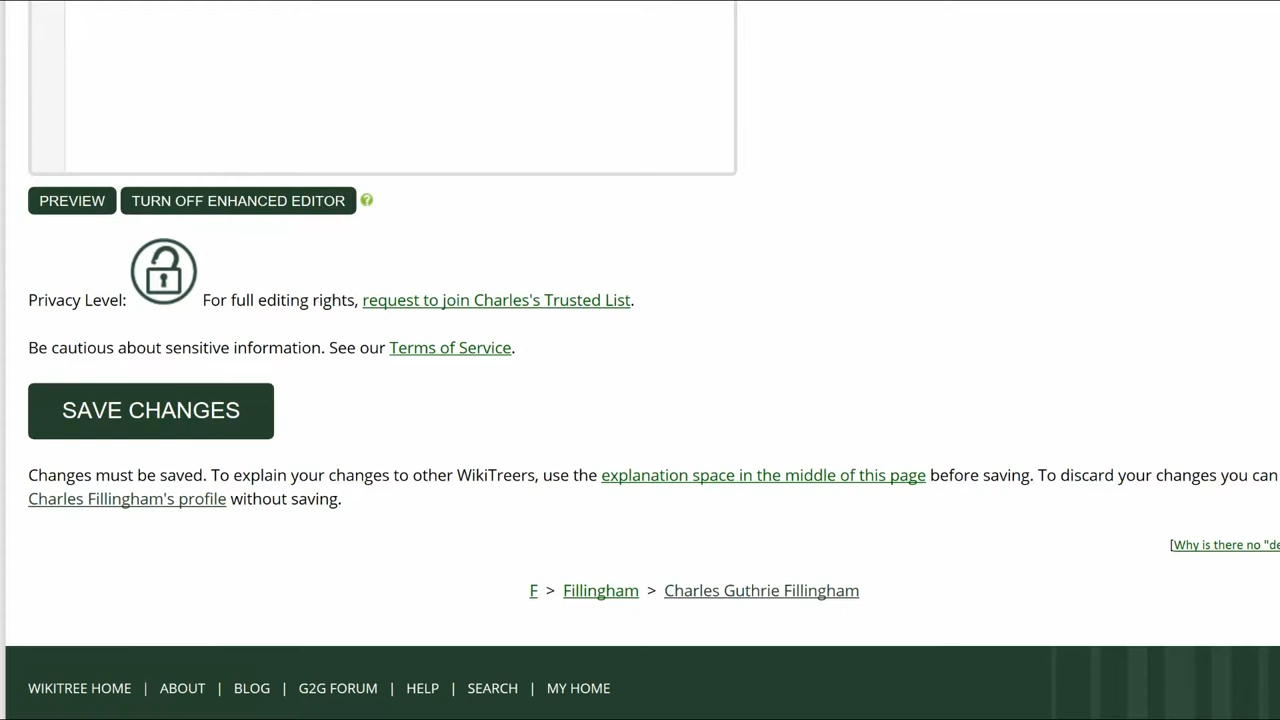 PREVIEW TURN OFF ENHANCED EDITOR ?
Privacy Level: For full editing rights, request to join Charles's Trusted List.
Be cautious about sensitive information. See our Terms of Service.
SAVE CHANGES
Changes must be saved. To explain your changes to other WikiTreers, use the explanation space in the middle of this page before saving. To discard your changes you can
Charles Fillingham's profile without saving.
[Why is there no "de
F > Fillingham > Charles Guthrie Fillingham
WIKITREE HOME | ABOUT | BLOG | G2G FORUM | HELP | SEARCH | MY HOME